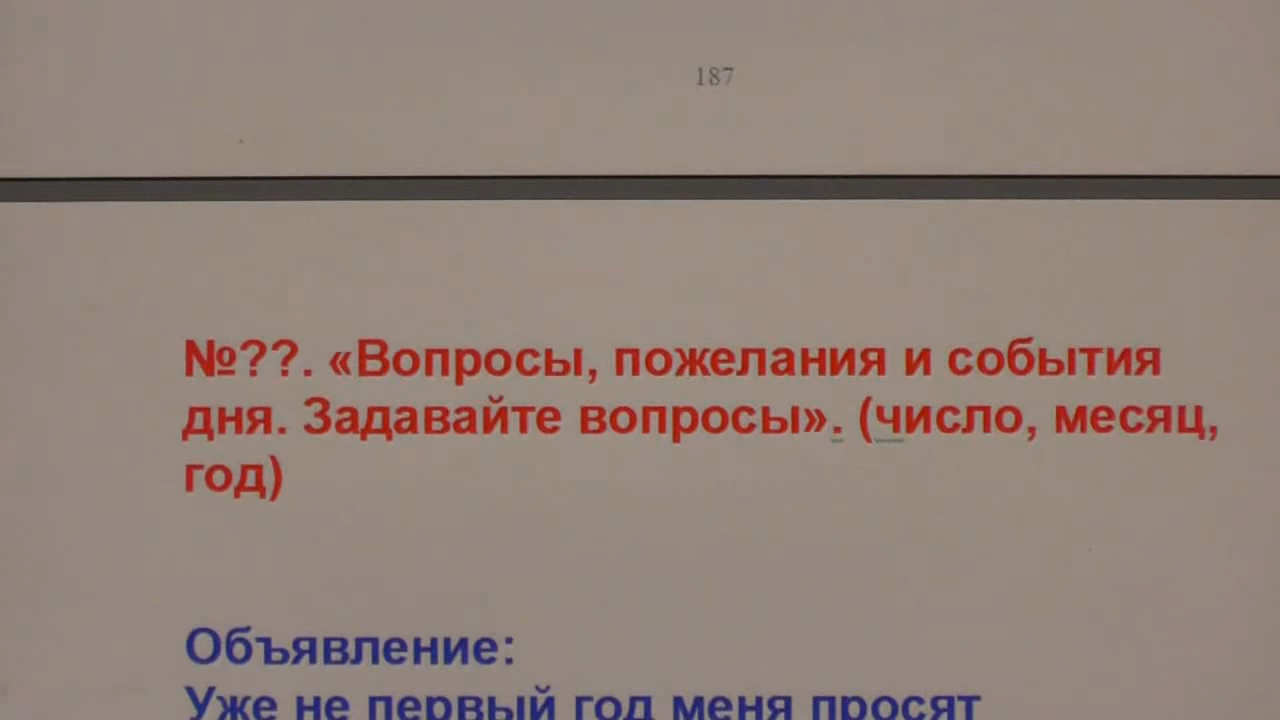 187
№??. «Вопросы, пожелания и события
дня. Задавайте вопросы». (число, месяц,
год)
Объявление:
Уже не первый год меня просят